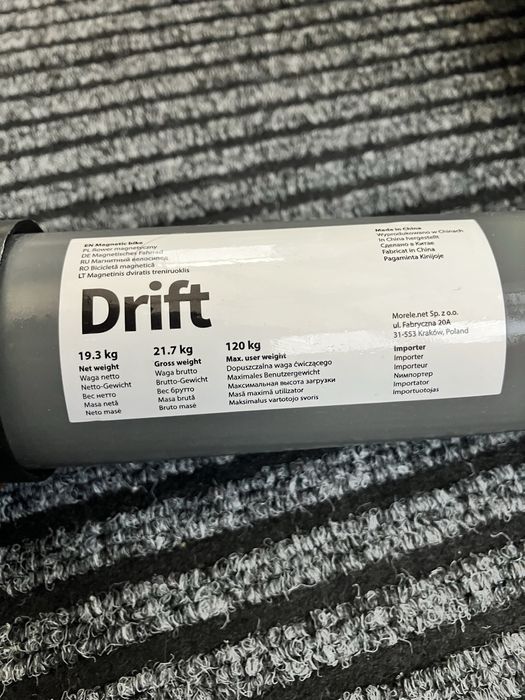 EN Magnetic bike
PL Rower magnetyczny
DE Magnetisches Fahrrad
RU Магнитный велосипед
RO Bicicletă magnetică
LT Magnetinis dviratis treniruoklis
Drift
19.3 kg
Net weight
Waga netto
Netto-Gewicht
Вес нетто
Masa netă
Neto masė
21.7 kg
Gross weight
Waga brutto
Brutto-Gewicht
Вес брутто
Masa brută
Bruto masė
120 kg
Max. user weight
Dopuszczalna waga ćwiczącego
Maximales Benutzergewicht
Максимальная высота загрузки
Masă maximă utilizator
Maksimalus vartotojo svoris
Made in China
Wyprodukowano w Chinach
In China hergestellt
Сделано в Китае
Fabricat in China
Pagaminta Kinijoje
Morele.net Sp. z o.o.
ul. Fabryczna 20A
31-553 Kraków, Poland
Importer
Importer
Importeur
Nмпортер
Importator
Importuotojas